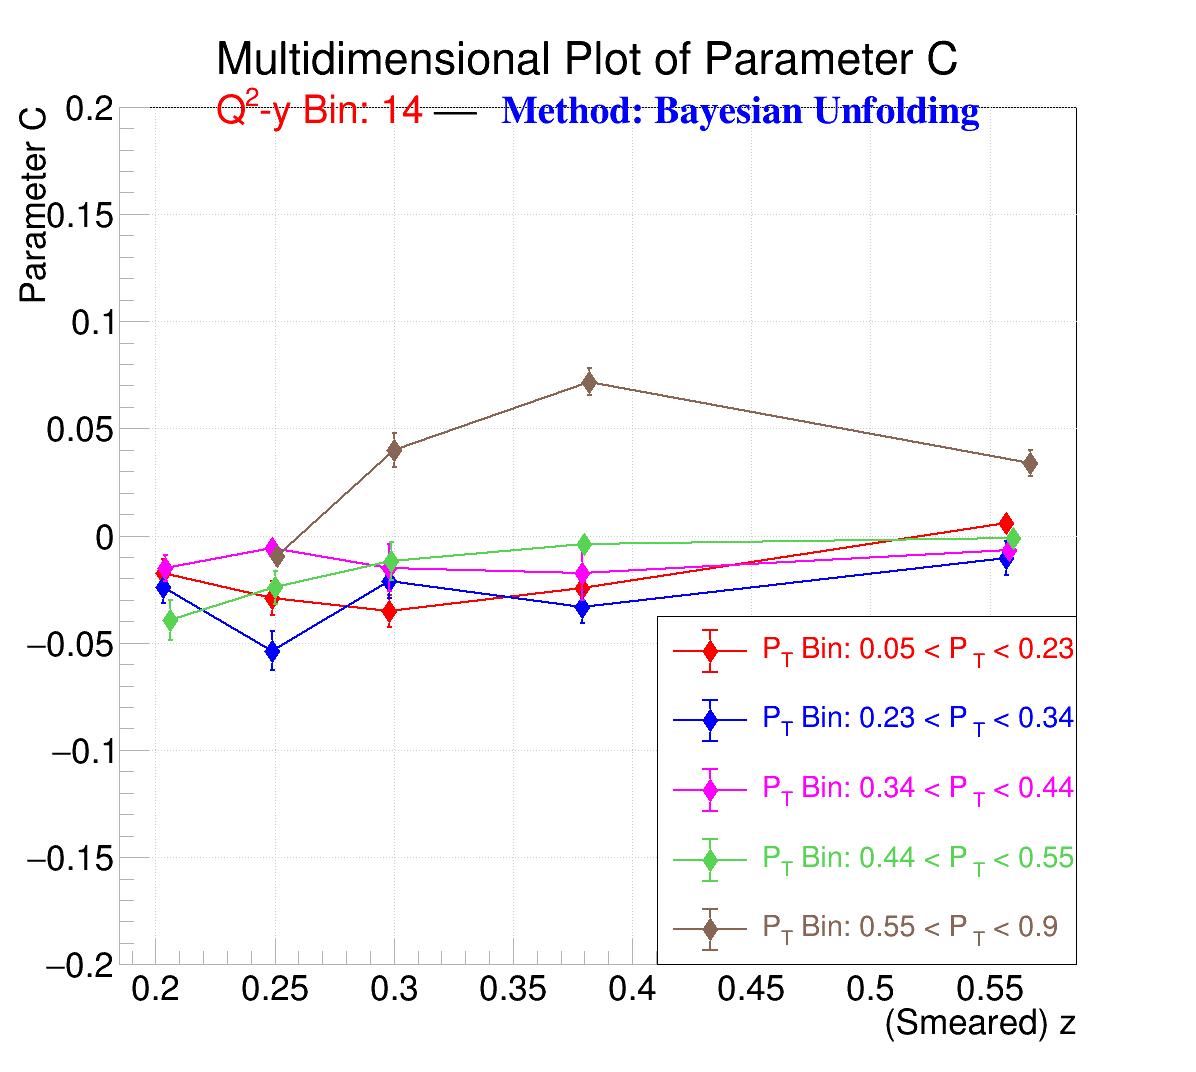 Multidimensional Plot of Parameter C
Q2-y Bin: 14 — Method: Bayesian Unfolding
Parameter C
0.2
0.15
0.1
0.05
0
−0.05
−0.1
−0.15
−0.2
PT Bin: 0.05 < PT < 0.23
PT Bin: 0.23 < PT < 0.34
PT Bin: 0.34 < PT < 0.44
PT Bin: 0.44 < PT < 0.55
PT Bin: 0.55 < PT < 0.9
0.2 0.25 0.3 0.35 0.4 0.45 0.5 0.55
(Smeared) z